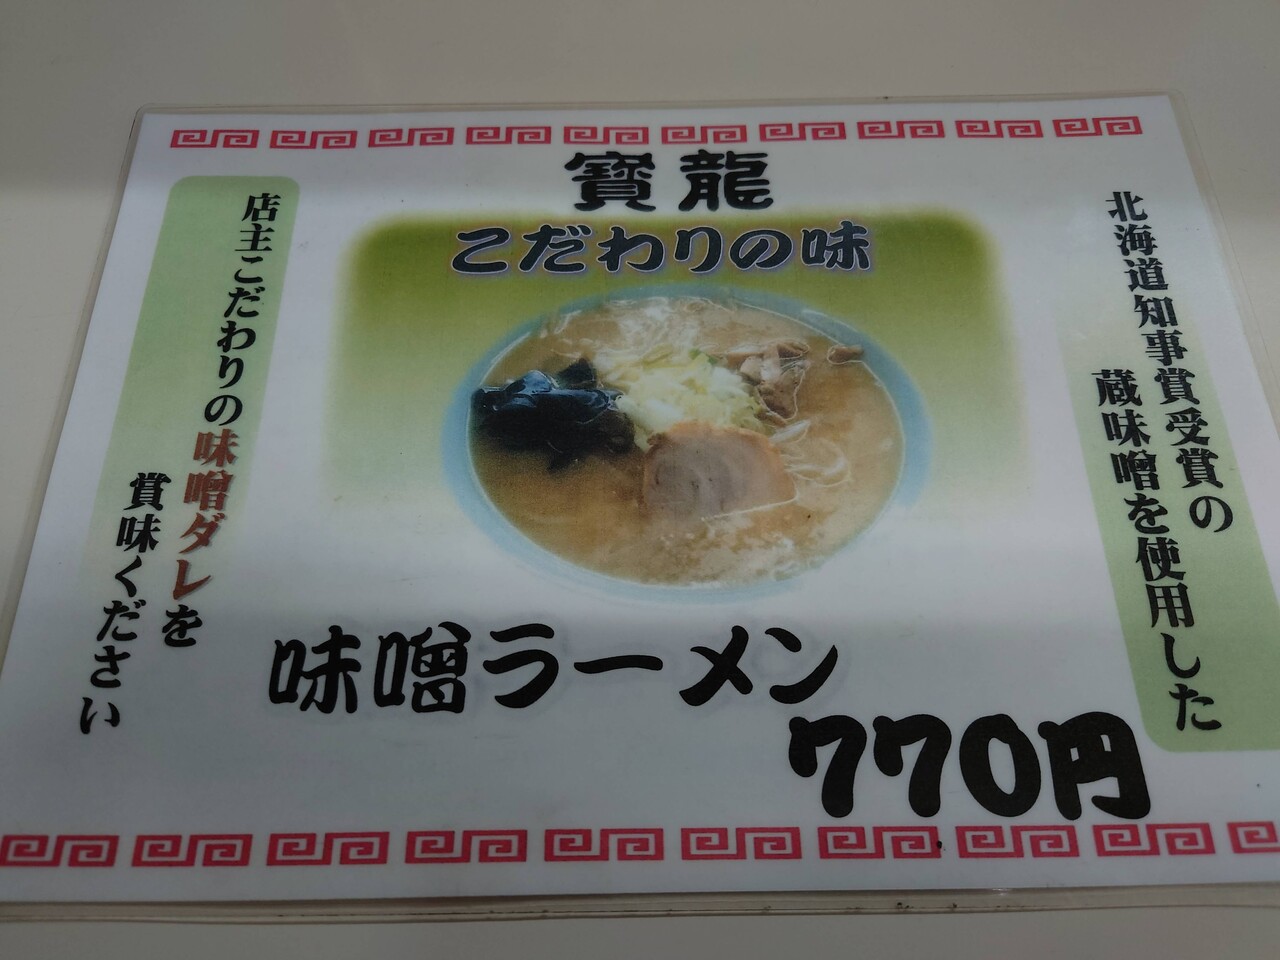 寳龍
こだわりの味
北海道知事賞受賞の
蔵味噌を使用した
店主こだわりの味噌ダレを
賞味ください
味噌ラーメン
770円